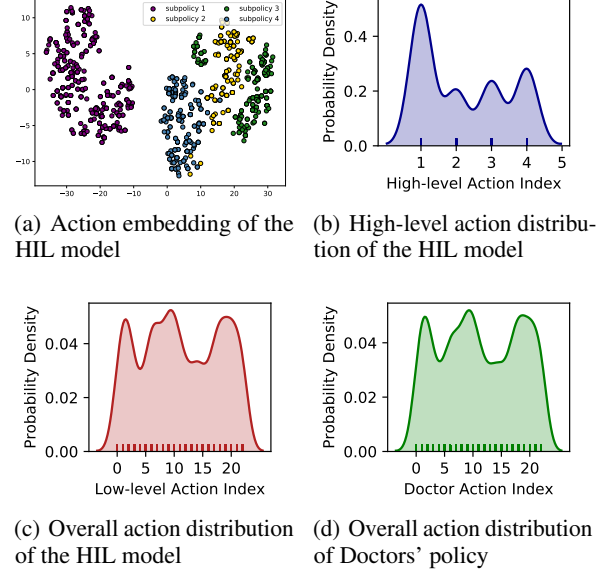 10
5
0
−5
−10
−30
−20
−10
0
10
20
30
subpolicy 1
subpolicy 2
subpolicy 3
subpolicy 4
(a) Action embedding of the
HIL model
Probability Density
0.4
0.2
0.0
1 2 3 4 5
High-level Action Index
(b) High-level action distribu-
tion of the HIL model
Probability Density
0.04
0.02
0.00
0 5 10 15 20
Low-level Action Index
(c) Overall action distribution
of the HIL model
Probability Density
0.04
0.02
0.00
0 5 10 15 20
Doctor Action Index
(d) Overall action distribution
of Doctors’ policy